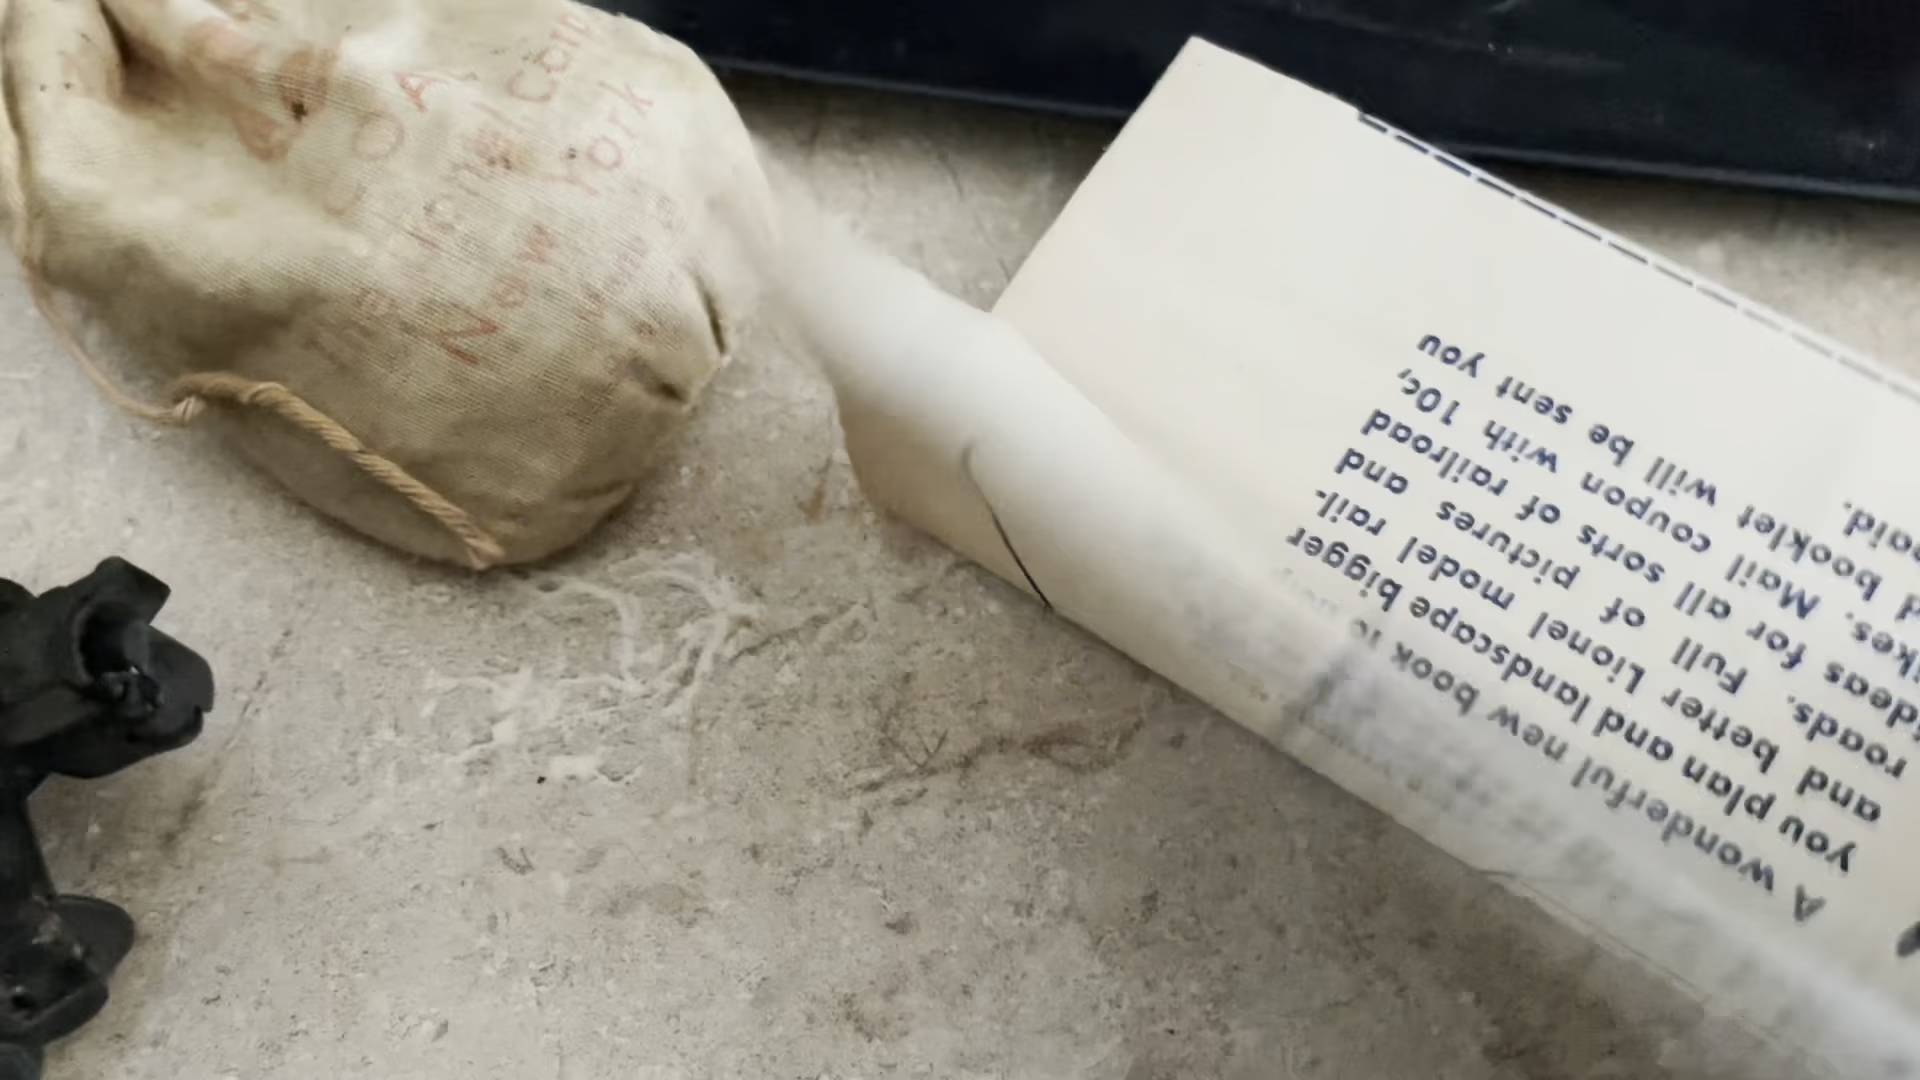 COAL
The Lionel Corp
New York
A wonderful new book to
you plan and landscape bigger
and better Lionel model rail-
roads. Full of pictures and
ideas for all sorts of railroad
Mail coupon with 10c,
booklet will be sent you